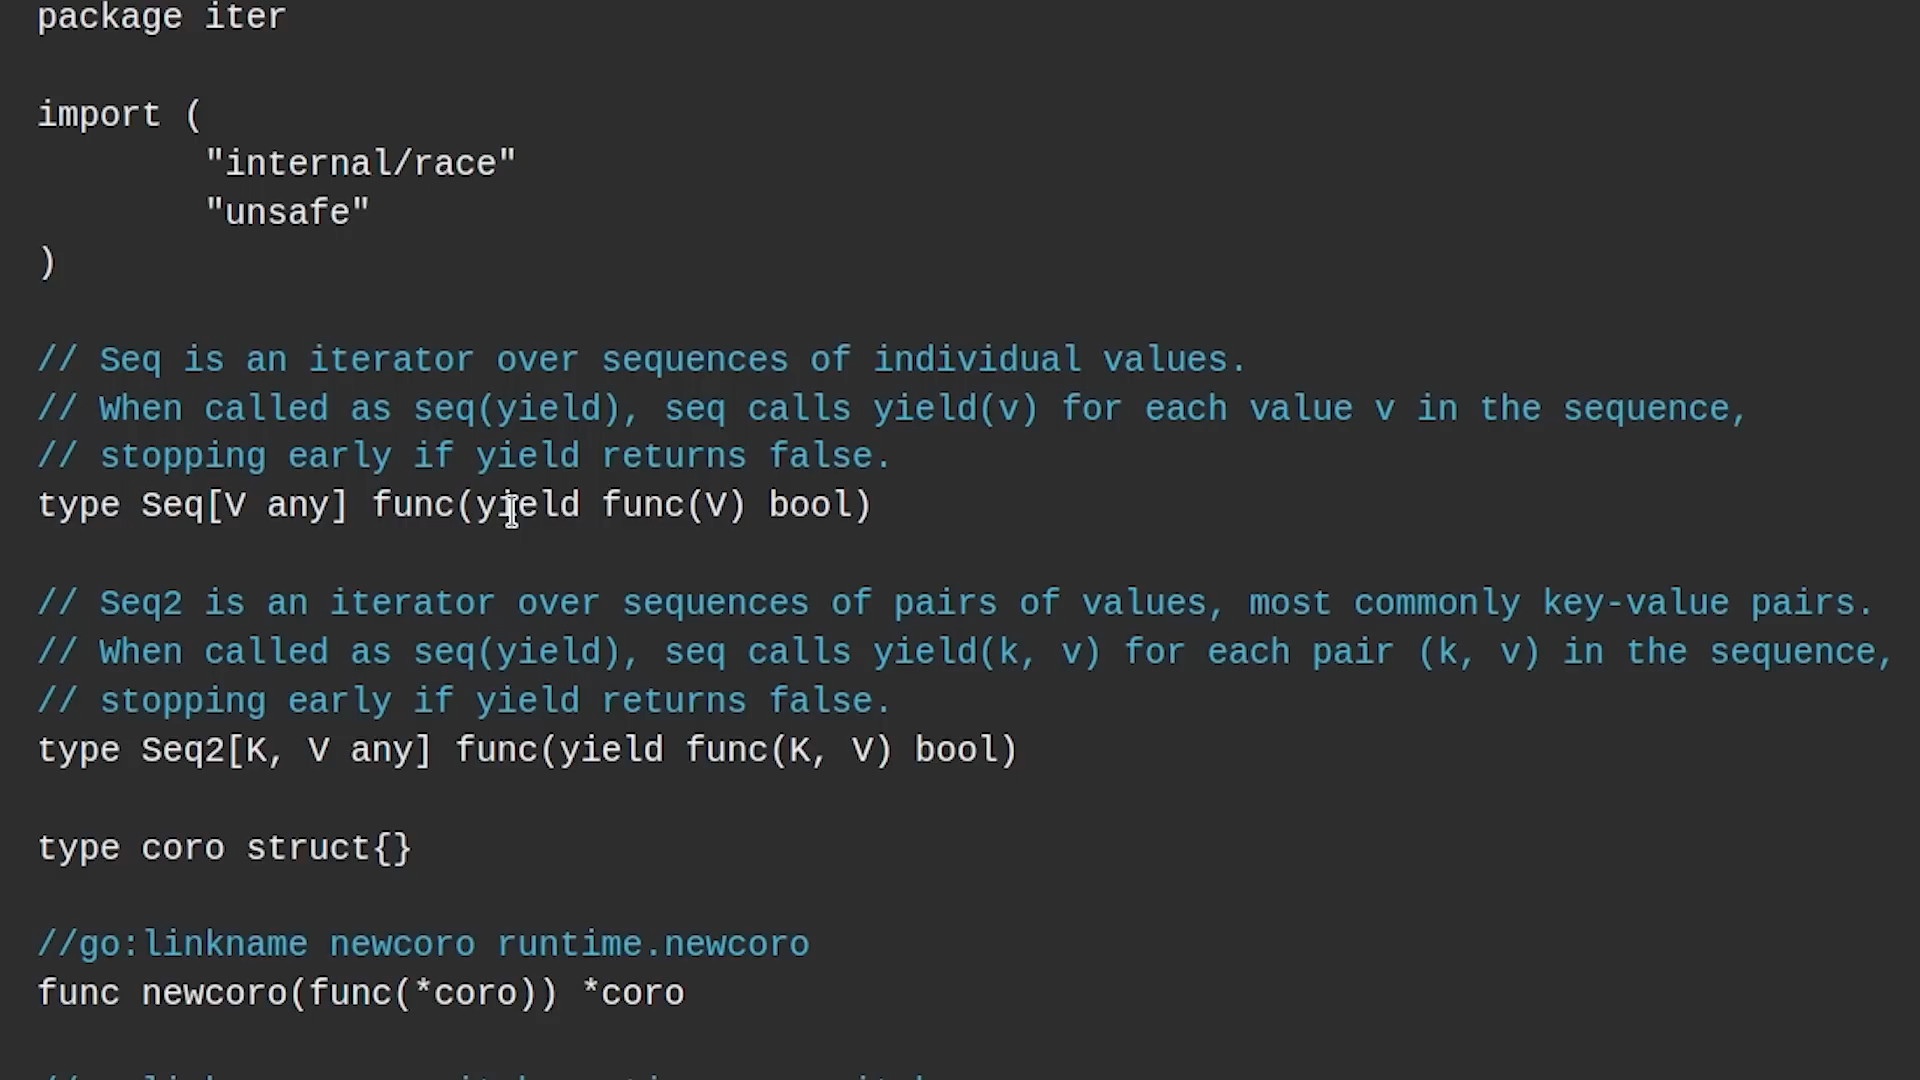 package iter
import (
"internal/race"
"unsafe"
)
// Seq is an iterator over sequences of individual values.
// When called as seq(yield), seq calls yield(v) for each value v in the sequence,
// stopping early if yield returns false.
type Seq[V any] func(yield func(V) bool)
// Seq2 is an iterator over sequences of pairs of values, most commonly key-value pairs.
// When called as seq(yield), seq calls yield(k, v) for each pair (k, v) in the sequence,
// stopping early if yield returns false.
type Seq2[K, V any] func(yield func(K, V) bool)
type coro struct{}
//go:linkname newcoro runtime.newcoro
func newcoro(func(*coro)) *coro